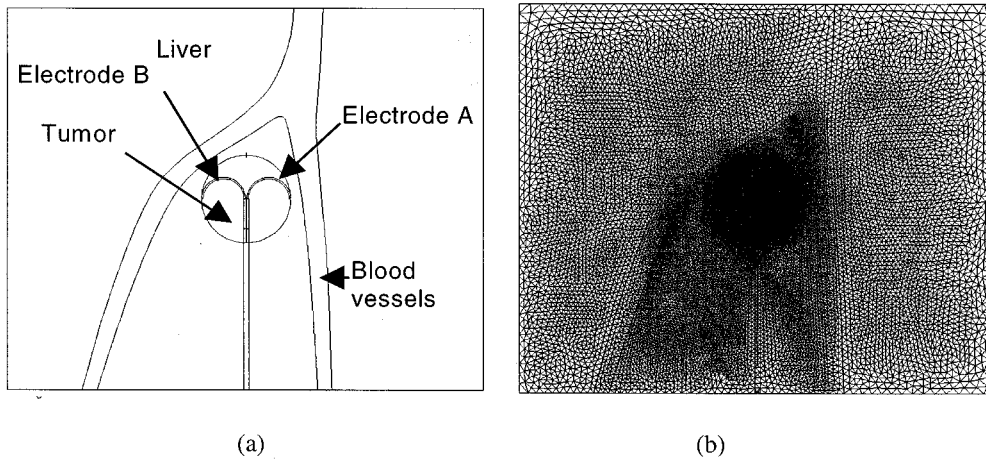 Liver
Electrode B
Electrode A
Tumor
Blood
vessels
(a)
(b)